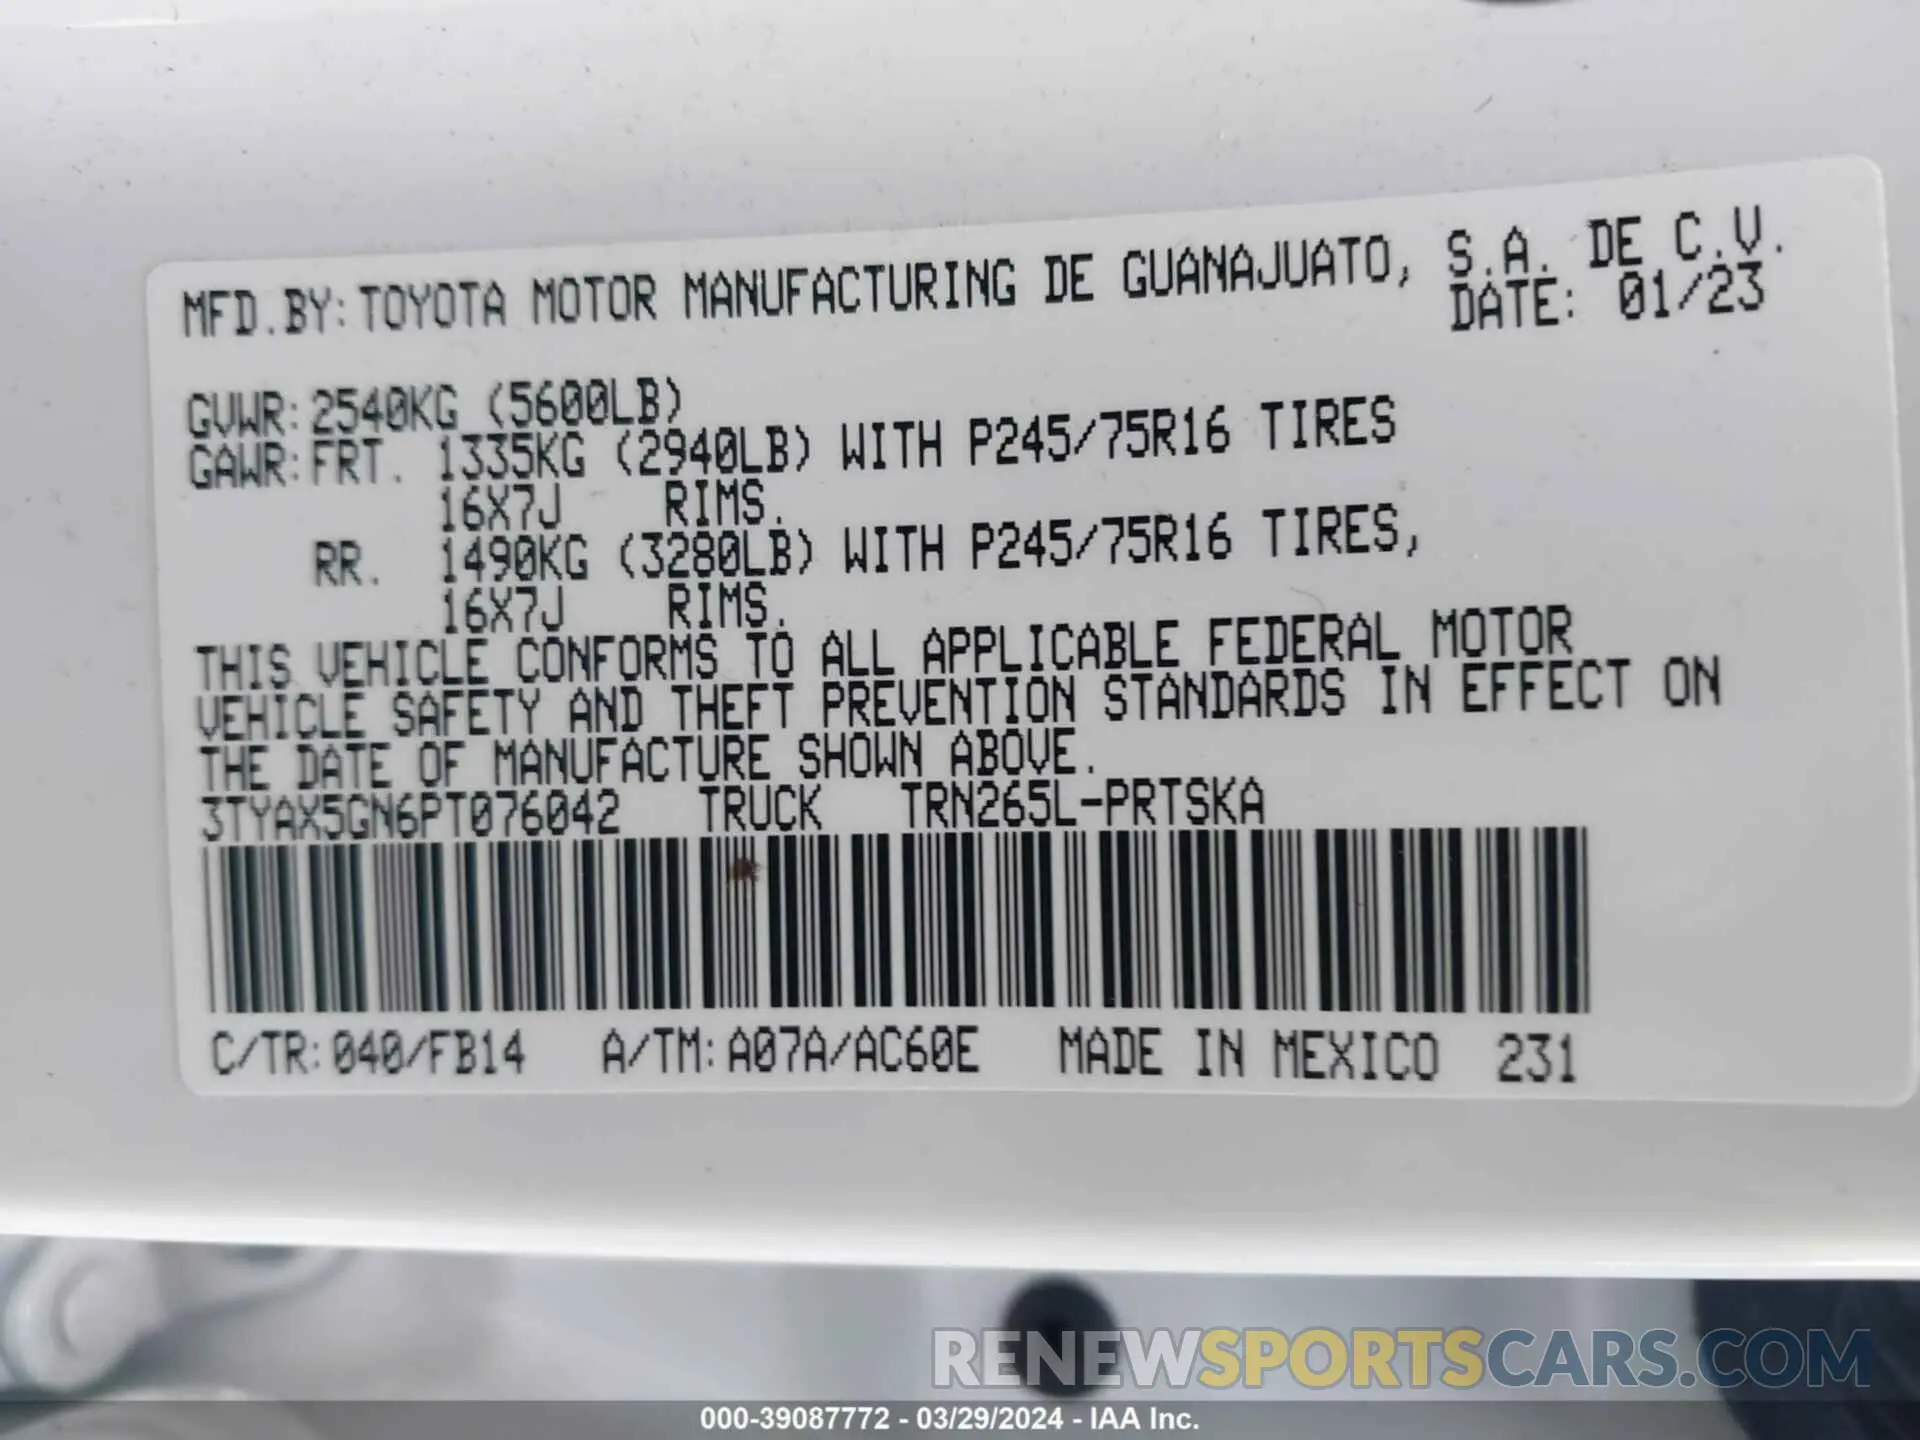 MFD.BY:TOYOTA MOTOR MANUFACTURING DE GUANAJUATO, S.A. DE C.V.
DATE: 01/23
GVWR:2540KG (5600LB)
GAWR:FRT. 1335KG (2940LB) WITH P245/75R16 TIRES
16X7J RIMS.
RR. 1490KG (3280LB) WITH P245/75R16 TIRES,
16X7J RIMS.
THIS VEHICLE CONFORMS TO ALL APPLICABLE FEDERAL MOTOR
VEHICLE SAFETY AND THEFT PREVENTION STANDARDS IN EFFECT ON
THE DATE OF MANUFACTURE SHOWN ABOVE.
3TYAX5GN6PT076042 TRUCK TRN265L-PRTSKA
C/TR:040/FB14 A/TM:A07A/AC60E MADE IN MEXICO 231
RENEWSPORTSCARS.COM
000-39087772 - 03/29/2024 - IAA Inc.